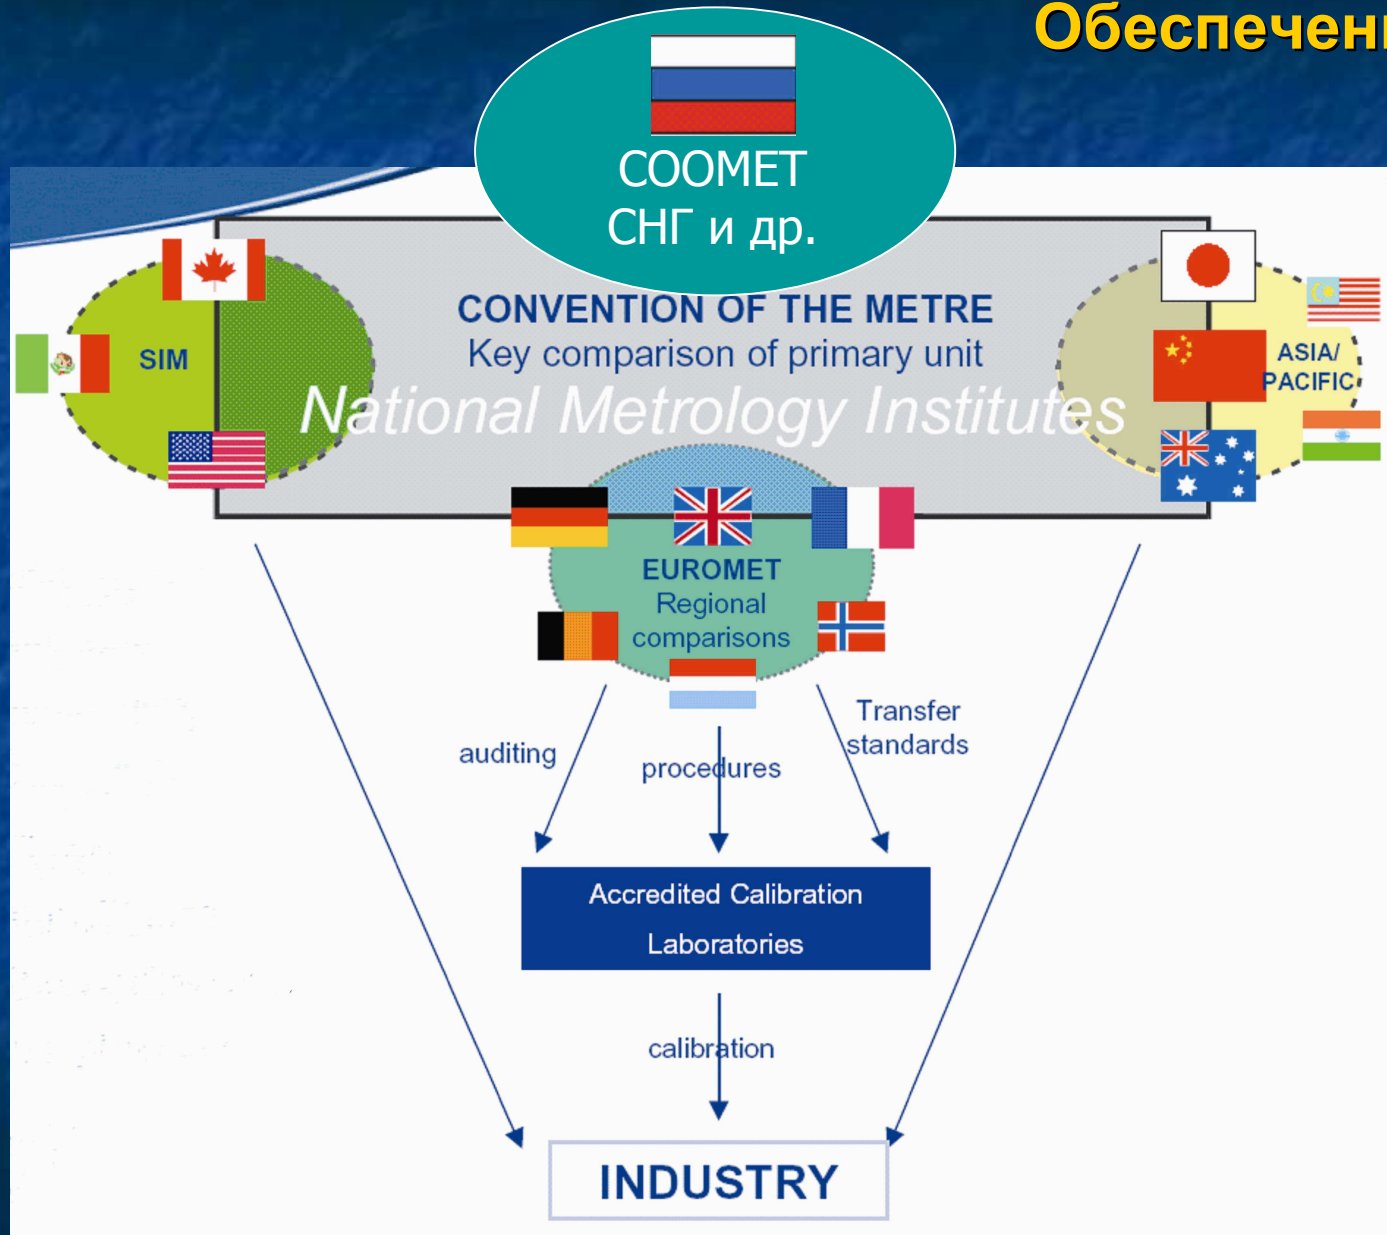 Обеспечен
COOMET
СНГ и др.
CONVENTION OF THE METRE
Key comparison of primary unit
National Metrology Institutes
SIM
ASIA/
PACIFIC
EUROMET
Regional
comparisons
auditing
procedures
Transfer
standards
Accredited Calibration
Laboratories
calibration
INDUSTRY